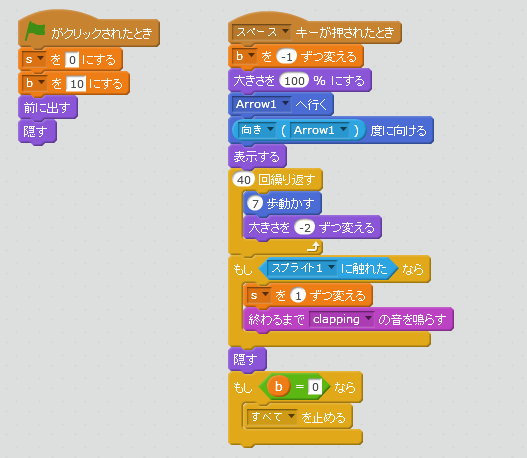 がクリックされたとき
s を 0 にする
b を 10 にする
前に出す
隠す
スペース キーが押されたとき
b を -1 ずつ変える
大きさを 100 % にする
Arrow1 へ行く
向き ( Arrow1 ) 度に向ける
表示する
40 回繰り返す
7 歩動かす
大きさを -2 ずつ変える
もし スプライト1 に触れた なら
s を 1 ずつ変える
終わるまで clapping の音を鳴らす
隠す
もし b = 0 なら
すべて を止める